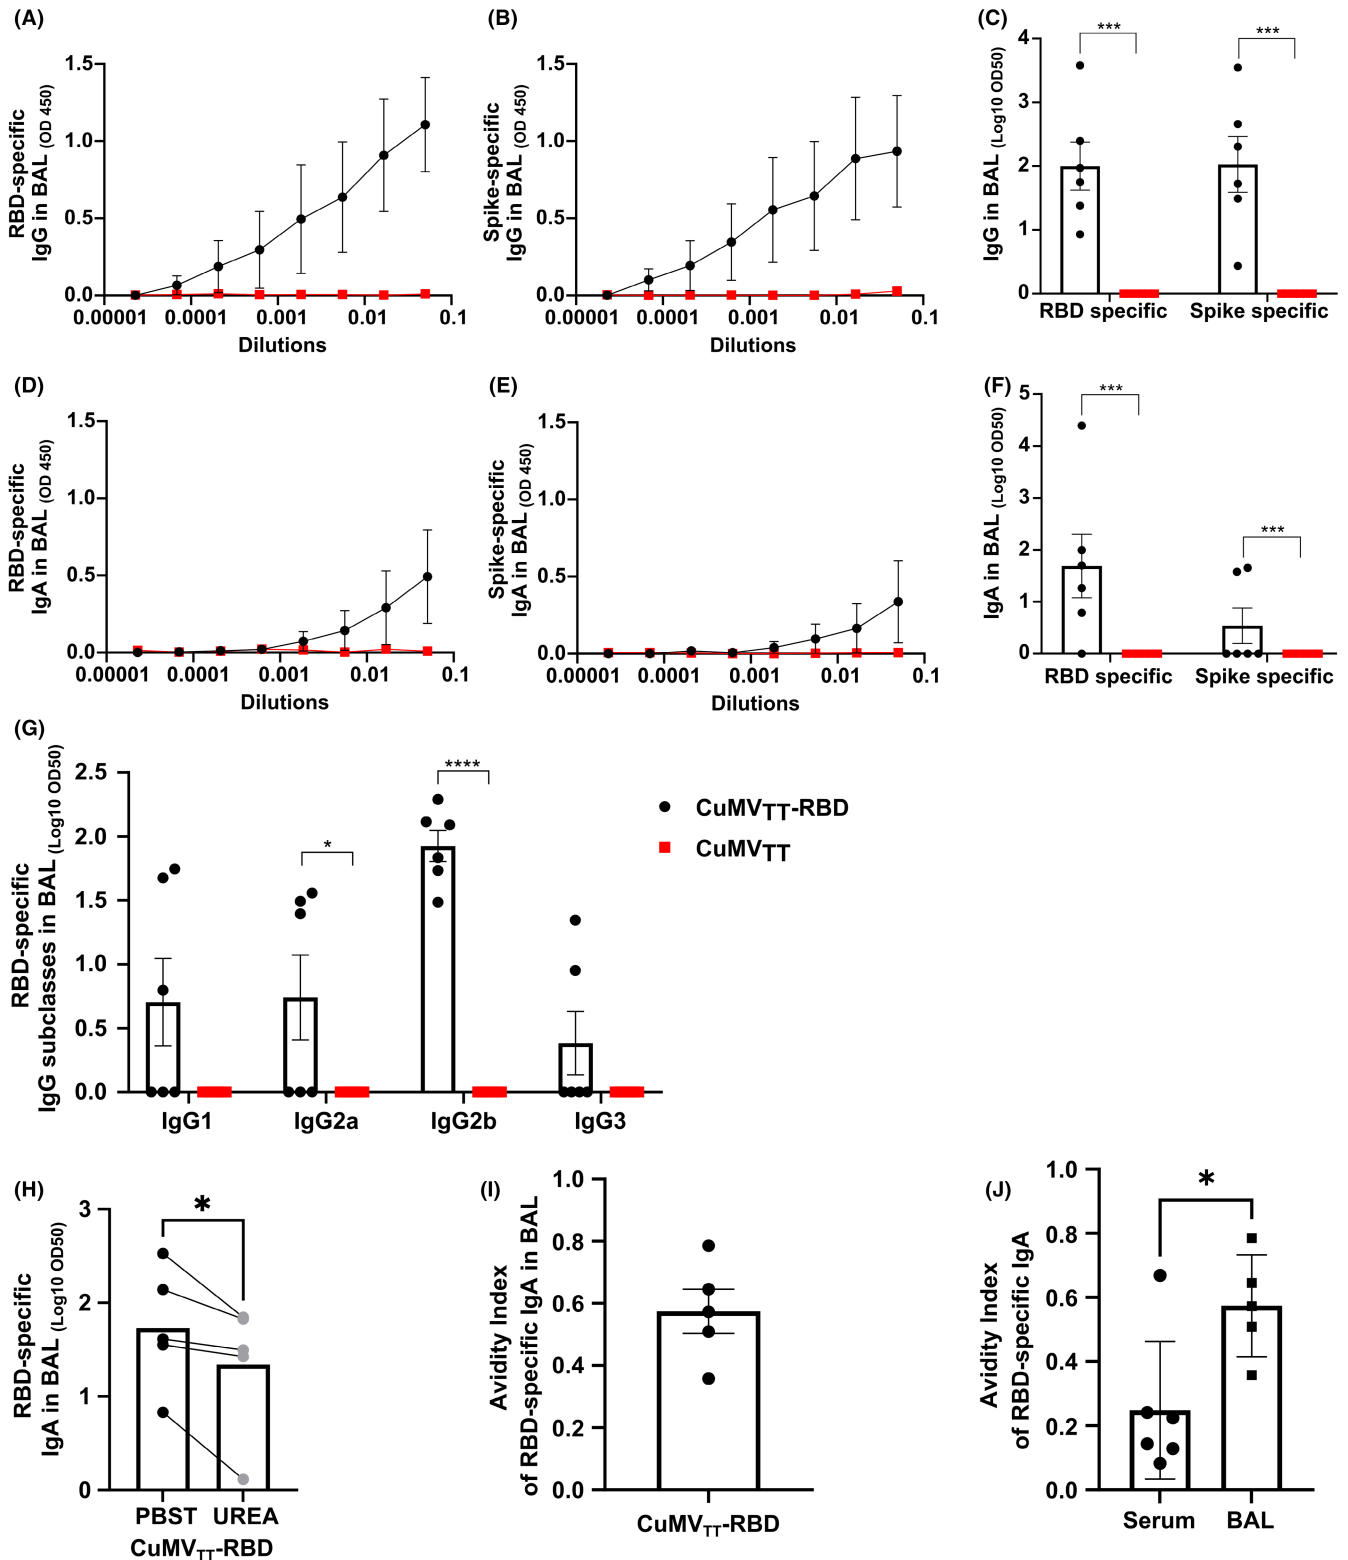 (A)
RBD-specific
IgG in BAL (OD 450)
1.5
1.0
0.5
0.0
0.00001 0.0001 0.001 0.01 0.1
Dilutions
(B)
Spike-specific
IgG in BAL (OD 450)
1.5
1.0
0.5
0.0
0.00001 0.0001 0.001 0.01 0.1
Dilutions
(C)
IgG in BAL (Log10 OD50)
4
3
2
1
0
*** ***
RBD specific Spike specific
(D)
RBD-specific
IgA in BAL (OD 450)
1.5
1.0
0.5
0.0
0.00001 0.0001 0.001 0.01 0.1
Dilutions
(E)
Spike-specific
IgA in BAL (OD 450)
1.5
1.0
0.5
0.0
0.00001 0.0001 0.001 0.01 0.1
Dilutions
(F)
IgA in BAL (Log10 OD50)
5
4
3
2
1
0
***
***
RBD specific Spike specific
(G)
RBD-specific
IgG subclasses in BAL (Log10 OD50)
2.5
2.0
1.5
1.0
0.5
0.0
*
****
IgG1 IgG2a IgG2b IgG3
CuMVTT-RBD
CuMVTT
(H)
RBD-specific
IgA in BAL (Log10 OD50)
3
2
1
0
*
PBST UREA
CuMVTT-RBD
(I)
Avidity Index
of RBD-specific IgA in BAL
1.0
0.8
0.6
0.4
0.2
0.0
CuMVTT-RBD
(J)
Avidity Index
of RBD-specific IgA
1.0
0.8
0.6
0.4
0.2
0.0
*
Serum BAL